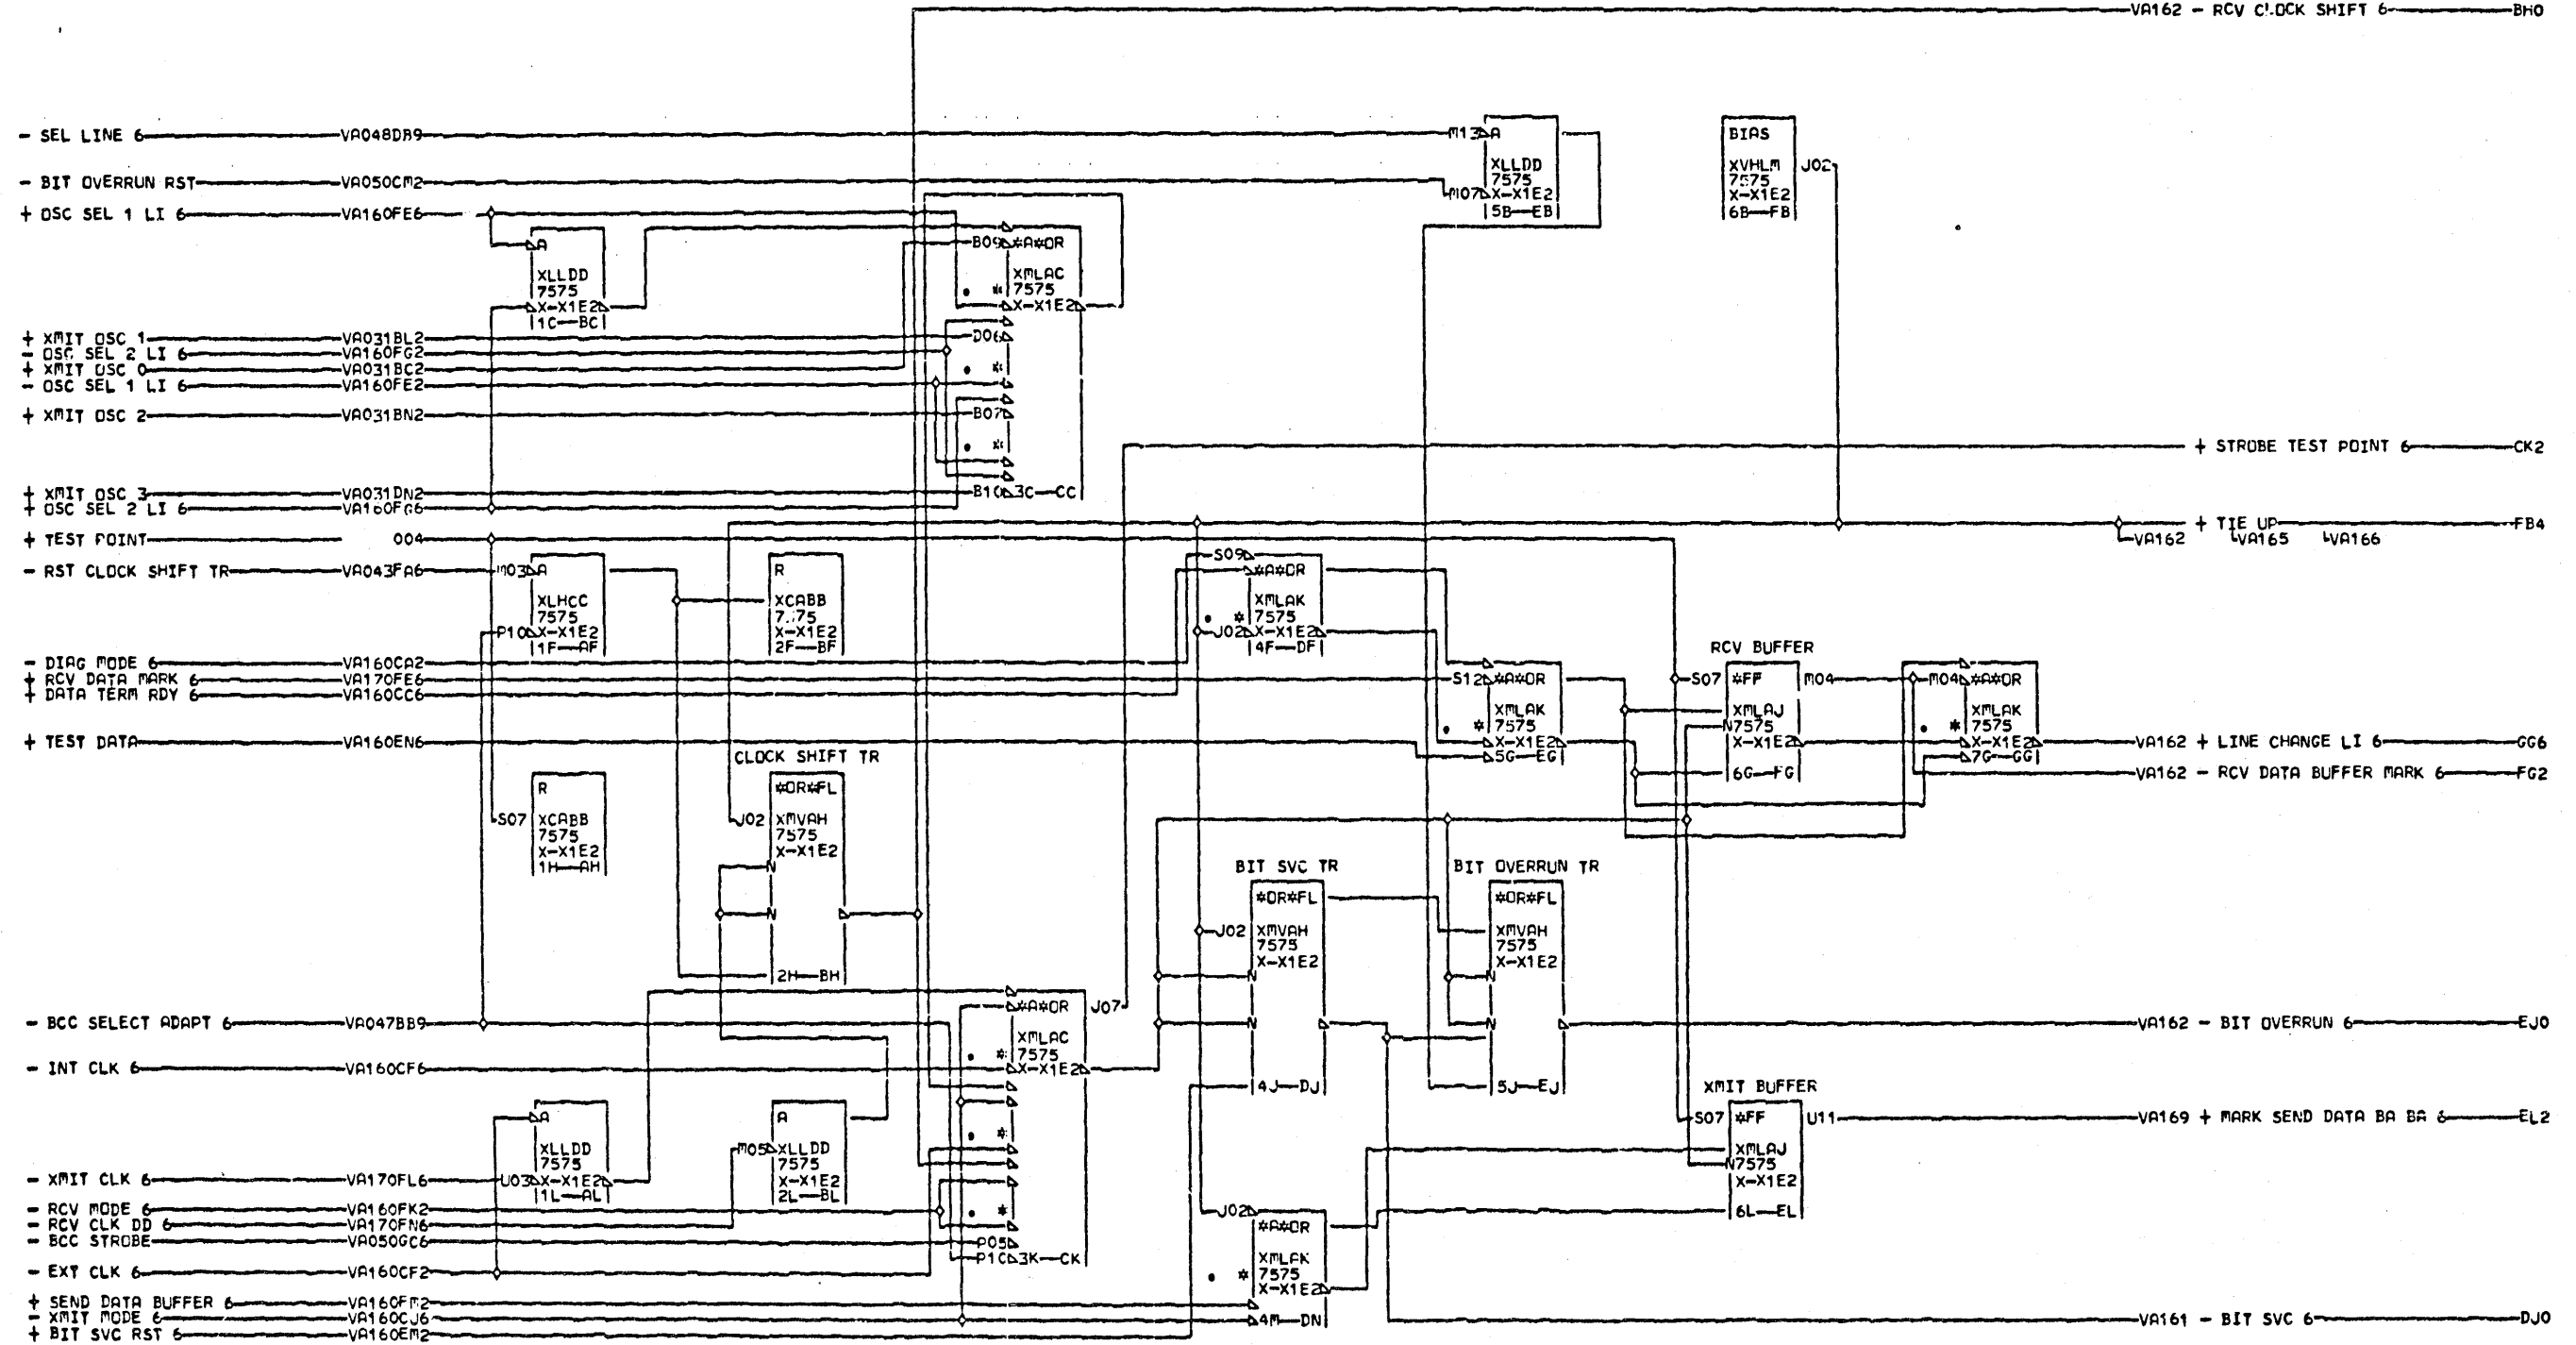 VA162 - RCV CLOCK SHIFT 6 BH0
- SEL LINE 6 VA048DB9
- BIT OVERRUN RST VA050CM2
+ OSC SEL 1 LI 6 VA160FE6
+ XMIT OSC 1 VA031BL2
- OSC SEL 2 LI 6 VA160FG2
+ XMIT OSC 0 VA031BC2
- OSC SEL 1 LI 6 VA160FE2
+ XMIT OSC 2 VA031BN2
+ XMIT OSC 3 VA031DN2
+ OSC SEL 2 LI 6 VA160FG6
+ TEST POINT 004
- RST CLOCK SHIFT TR VA043FA6
- DIAG MODE 6 VA160CA2
+ RCV DATA MARK 6 VA170FE6
+ DATA TERM RDY 6 VA160CC6
+ TEST DATA VA160EN6
- BCC SELECT ADAPT 6 VA047BB9
- INT CLK 6 VA160CF6
- XMIT CLK 6 VA170FL6
- RCV MODE 6 VA160FK2
- RCV CLK DD 6 VA170FN6
- BCC STROBE VA050GC6
- EXT CLK 6 VA160CF2
+ SEND DATA BUFFER 6 VA160FM2
- XMIT MODE 6 VA160CJ6
+ BIT SVC RST 6 VA160EM2
A
XLLDD
7575
X-X1E2
1C BC
M03 A
XLHCC
7575
P10 X-X1E2
1F AF
R
S07 XCABB
7575
X-X1E2
1H AH
A
XLLDD
7575
U03 X-X1E2
1L AL
R
XCABB
7.75
X-X1E2
2F BF
CLOCK SHIFT TR
*OR*FL
J02 XMVAH
7575
X-X1E2
N
N
2H BH
A
M05 XLLDD
7575
X-X1E2
2L BL
B09 *A*OR
XMLAC
* 7575
X-X1E2
D06
*
B07
*
B10 3C CC
*A*OR J07
XMLAC
* 7575
X-X1E2
*
*
P05
P10 3K CK
S09
*A*OR
XMLAK
* 7575
J02 X-X1E2
4F DF
BIT SVC TR
*OR*FL
J02 XMVAH
7575
X-X1E2
N
N
4J DJ
J02
*A*OR
XMLAK
* 7575
X-X1E2
4M DN
M13 A
XLLDD
7575
M07 X-X1E2
5B EB
S12 *A*OR
XMLAK
* 7575
X-X1E2
5G EG
BIT OVERRUN TR
*OR*FL
XMVAH
7575
X-X1E2
N
N
5J EJ
BIAS
XVHLM J02
7575
X-X1E2
6B FB
RCV BUFFER
S07 *FF M04
XMLAJ
N7575
X-X1E2
6G FG
XMIT BUFFER
S07 *FF U11
XMLAJ
N7575
X-X1E2
6L EL
M04 *A*OR
XMLAK
* 7575
X-X1E2
7G GG
+ STROBE TEST POINT 6 CK2
+ TIE UP FB4
VA162 VA165 VA166
VA162 + LINE CHANGE LI 6 GG6
VA162 - RCV DATA BUFFER MARK 6 FG2
VA162 - BIT OVERRUN 6 EJ0
VA169 + MARK SEND DATA BA BA 6 EL2
VA161 - BIT SVC 6 DJ0